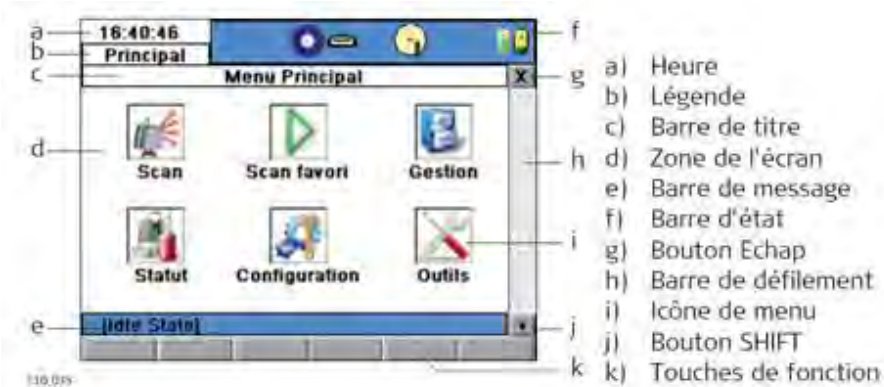 a
16:40:46
f
b
Principal
c
Menu Principal
X
g
d
Scan
Scan favori
Gestion
h
Statut
Configuration
Outils
i
e
[Idle State]
j
k
a) Heure
b) Légende
c) Barre de titre
d) Zone de l'écran
e) Barre de message
f) Barre d'état
g) Bouton Echap
h) Barre de défilement
i) Icône de menu
j) Bouton SHIFT
k) Touches de fonction